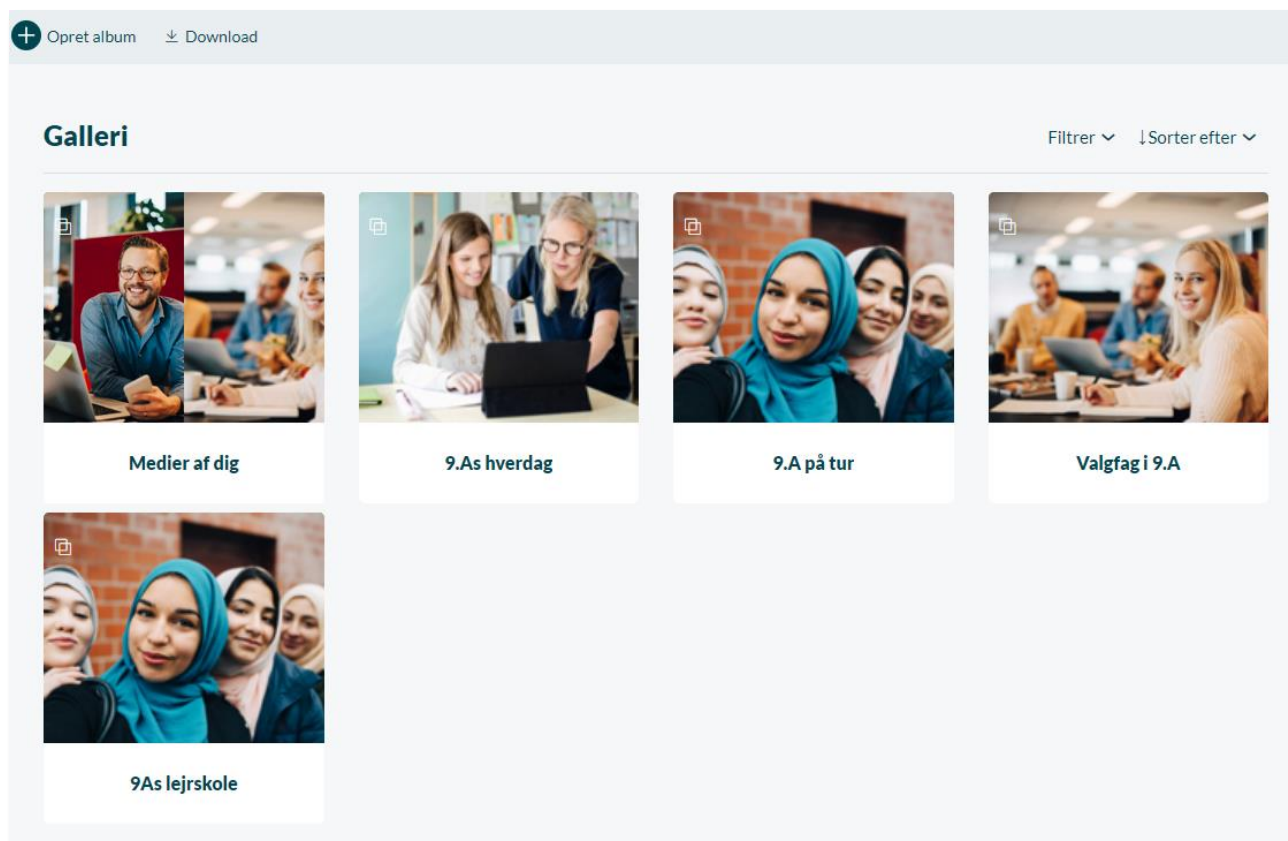 Opret album Download
Galleri
Filtrer ↓Sorter efter
Medier af dig
9.As hverdag
9.A på tur
Valgfag i 9.A
9As lejrskole